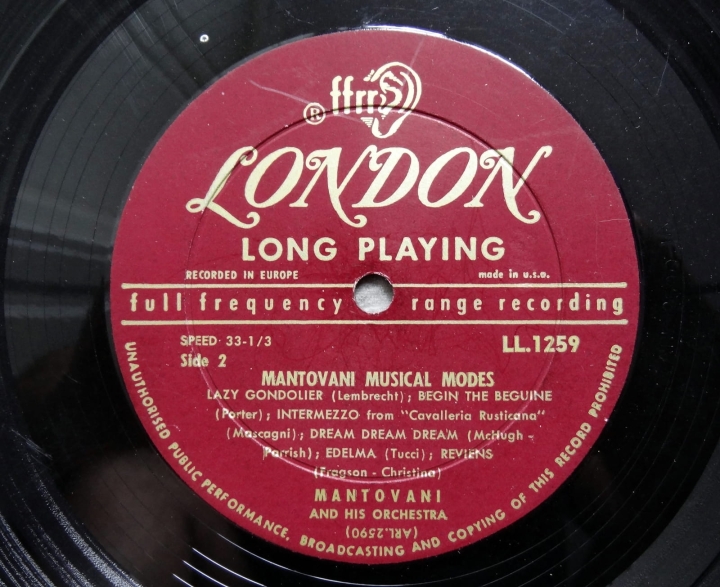 ffrr
®
LONDON
LONG PLAYING
RECORDED IN EUROPE
made in u.s.a.
full frequency range recording
SPEED· 33-1/3
LL.1259
Side 2
MANTOVANI MUSICAL MODES
LAZY GONDOLIER (Lembrecht) ; BEGIN THE BEGUINE
(Porter) ; INTERMEZZO from "Cavalleria Rusticana"
(Mascagni) ; DREAM DREAM DREAM (McHugh -
Parrish) ; EDELMA (Tucci) ; REVIENS
(Fragson - Christina)
MANTOVANI
AND HIS ORCHESTRA
(ARL.2590)
UNAUTHORISED PUBLIC PERFORMANCE, BROADCASTING AND COPYING OF THIS RECORD PROHIBITED